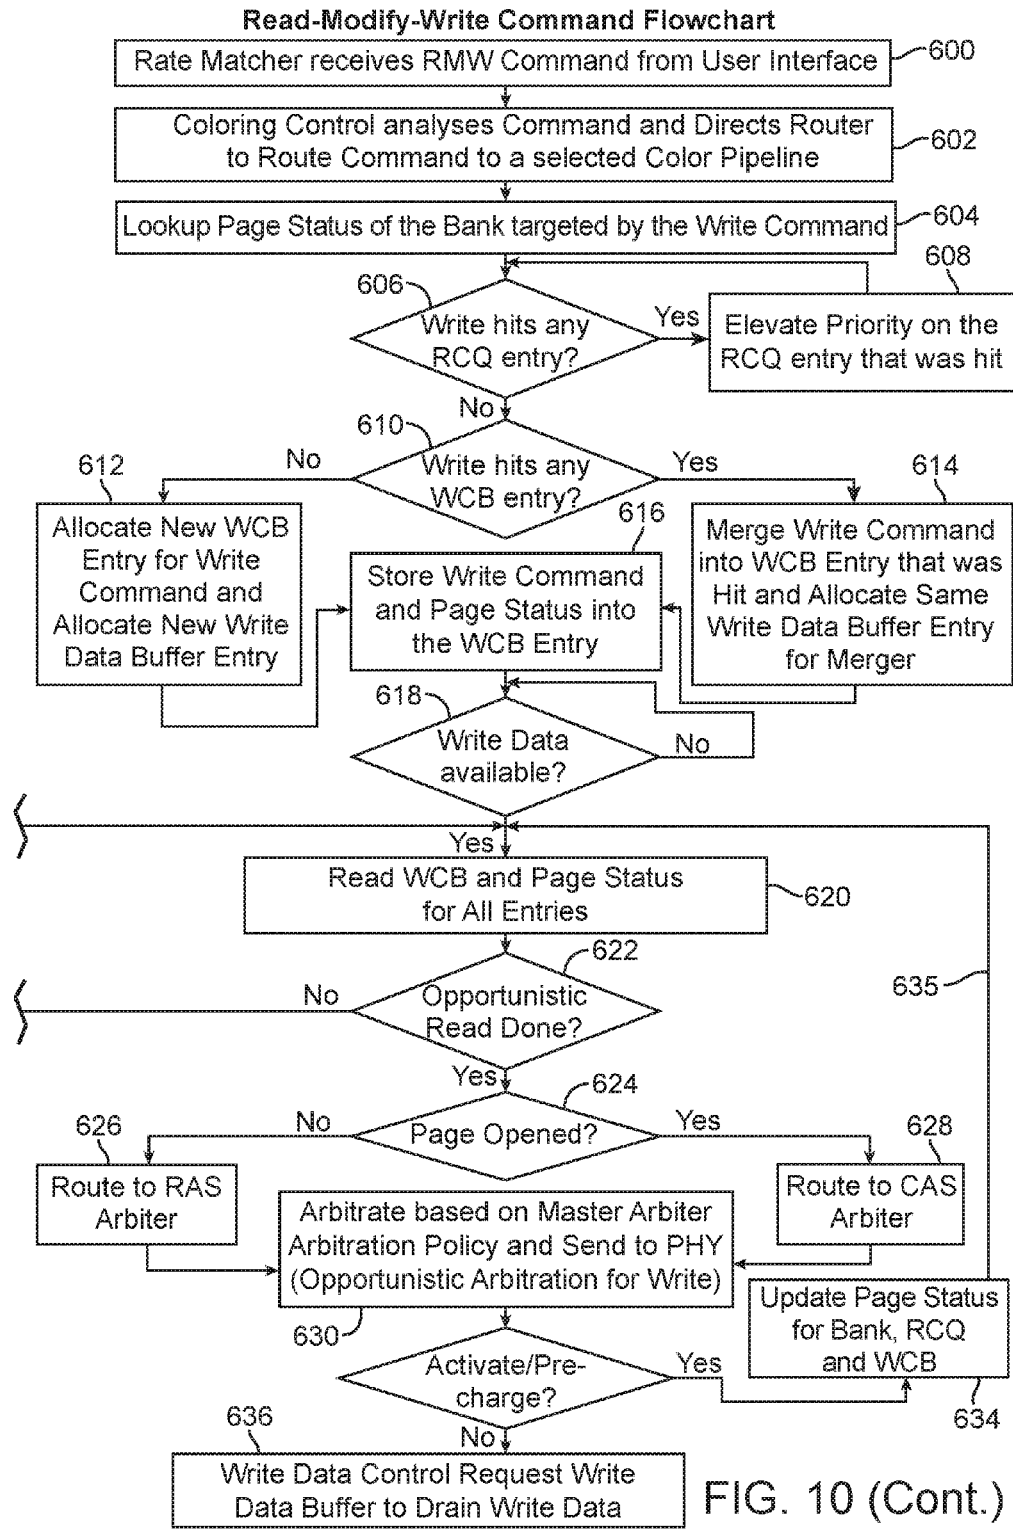 Read-Modify-Write Command Flowchart
Rate Matcher receives RMW Command from User Interface
600
Coloring Control analyses Command and Directs Router
to Route Command to a selected Color Pipeline
602
Lookup Page Status of the Bank targeted by the Write Command
604
606
608
Write hits any
RCQ entry?
Yes
Elevate Priority on the
RCQ entry that was hit
No
610
Write hits any
WCB entry?
No
Yes
612
614
Allocate New WCB
Entry for Write
Command and
Allocate New Write
Data Buffer Entry
616
Store Write Command
and Page Status into
the WCB Entry
Merge Write Command
into WCB Entry that was
Hit and Allocate Same
Write Data Buffer Entry
for Merger
618
Write Data
available?
No
Yes
Read WCB and Page Status
for All Entries
620
622
635
No
Opportunistic
Read Done?
Yes
624
No
Page Opened?
Yes
626
628
Route to RAS
Arbiter
Route to CAS
Arbiter
Arbitrate based on Master Arbiter
Arbitration Policy and Send to PHY
(Opportunistic Arbitration for Write)
630
Update Page Status
for Bank, RCQ
and WCB
634
Activate/Pre-
charge?
Yes
No
636
Write Data Control Request Write
Data Buffer to Drain Write Data
FIG. 10 (Cont.)